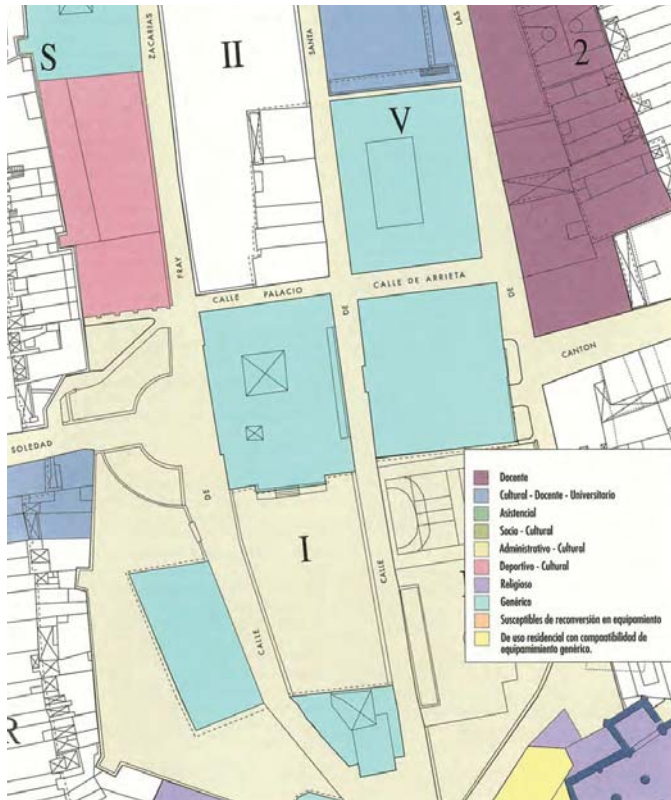 S
ZACARIAS
II
SANTA
LAS
2
V
FRAY
CALLE PALACIO
CALLE DE ARRIETA
DE
DE
CANTON
SOLEDAD
DE
I
CALLE
CALLE
R
Docente
Cultural - Docente - Universitario
Asistencial
Socio - Cultural
Administrativo - Cultural
Deportivo - Cultural
Religioso
Genérico
Susceptibles de reconversión en equipamiento
De uso residencial con compatibilidad de
equipamimiento genérico.